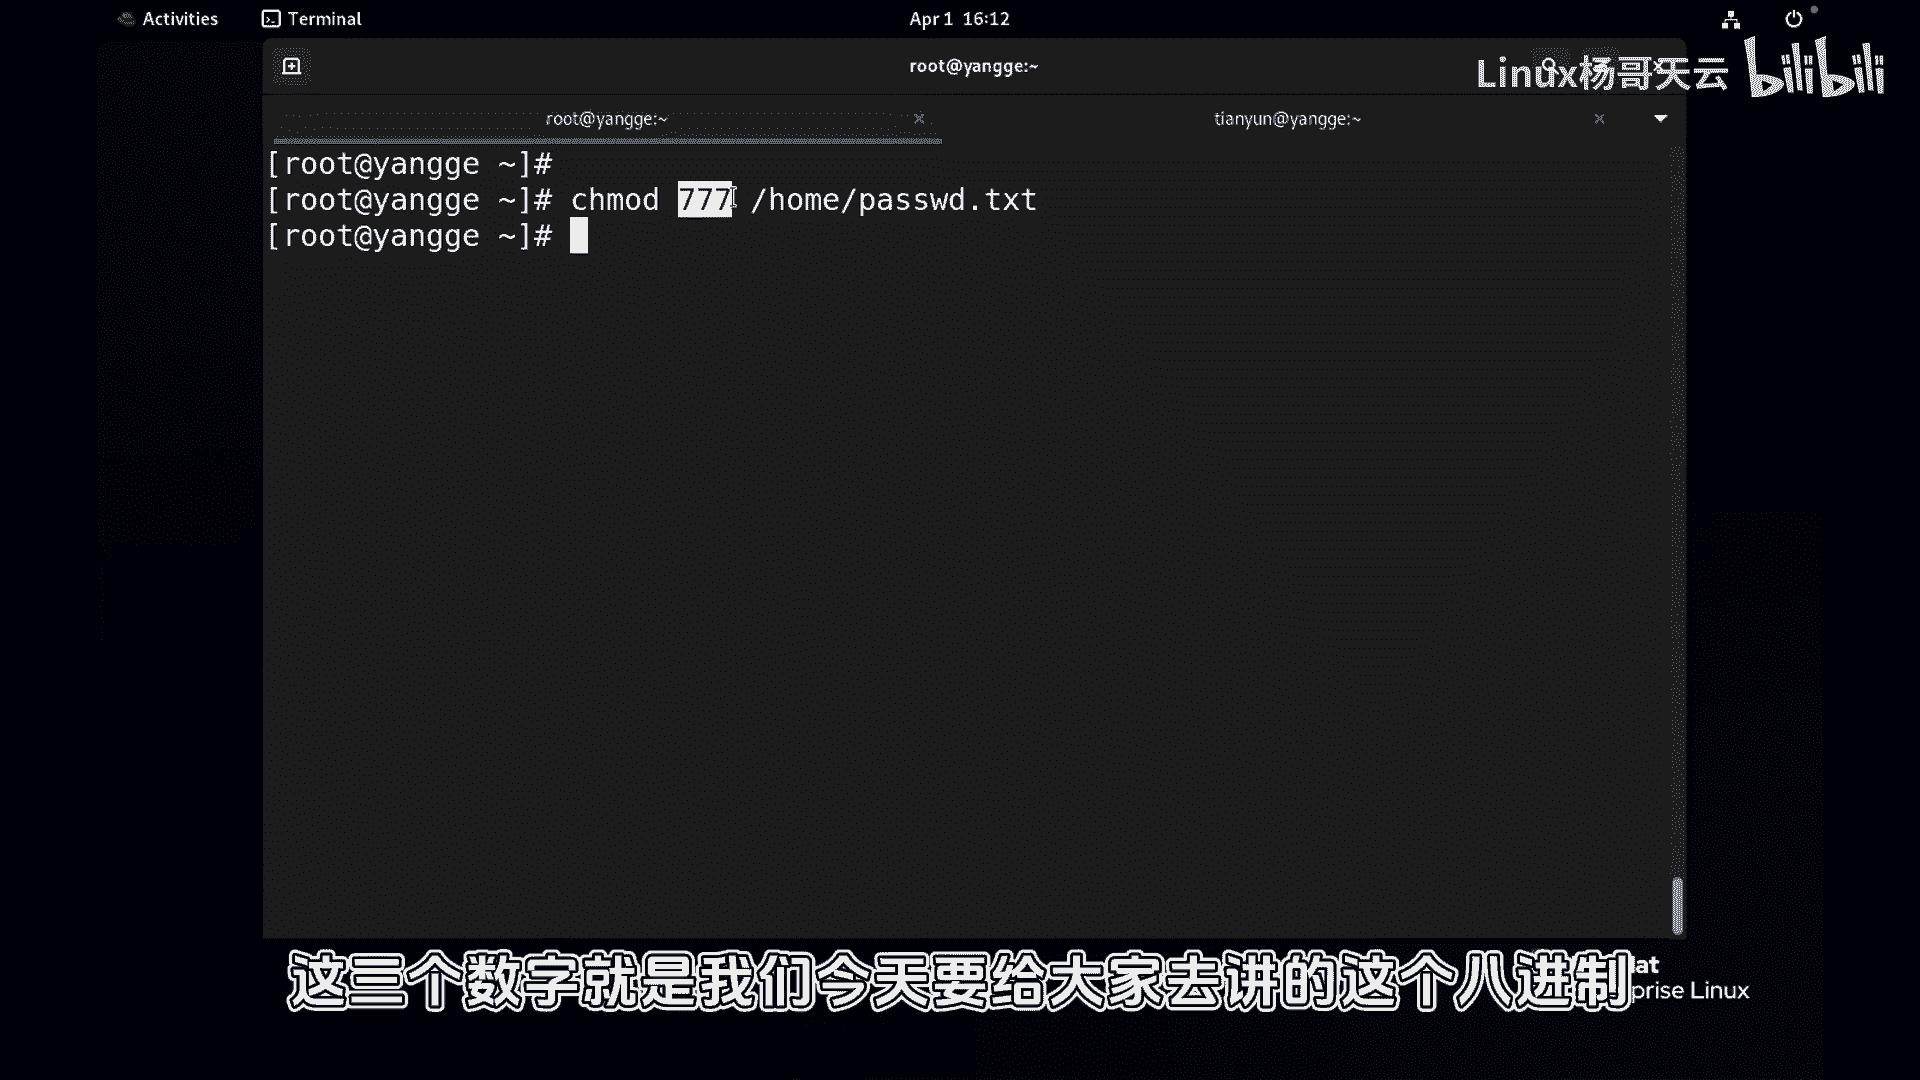 Activities
Terminal
Apr 1 16:12
root@yangge:~
Linux杨哥天云 bilibili
root@yangge:~
tianyun@yangge:~
[root@yangge ~]#
[root@yangge ~]# chmod 777 /home/passwd.txt
[root@yangge ~]#
这三个数字就是我们今天要给大家去讲的这个八进制
Linux